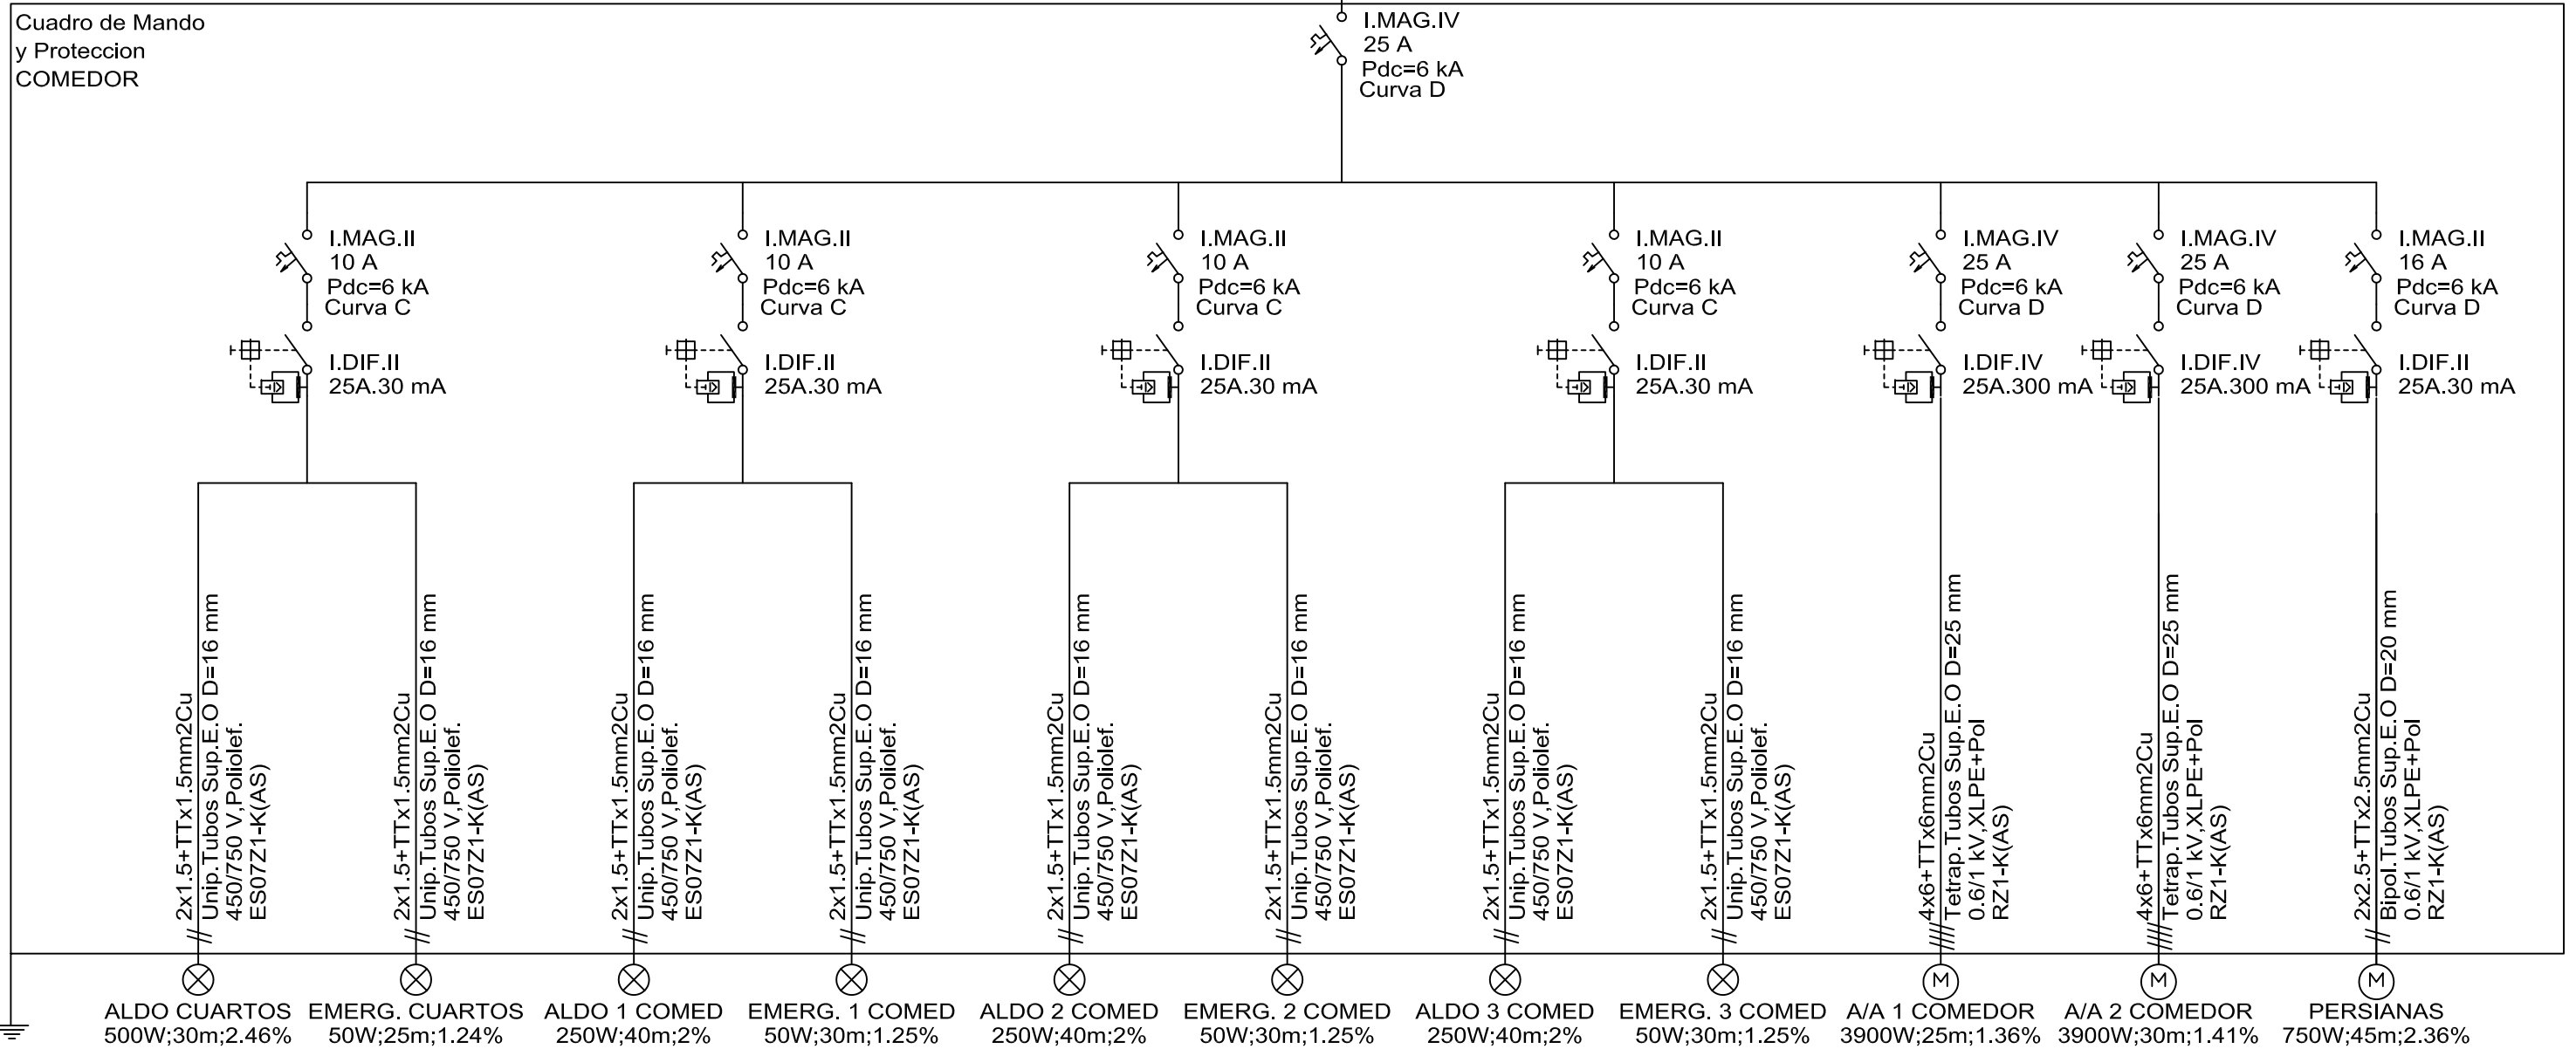 Cuadro de Mando
y Proteccion
COMEDOR
I.MAG.IV
25 A
Pdc=6 kA
Curva D
I.MAG.II
10 A
Pdc=6 kA
Curva C
I.DIF.II
25A.30 mA
I.MAG.II
10 A
Pdc=6 kA
Curva C
I.DIF.II
25A.30 mA
I.MAG.II
10 A
Pdc=6 kA
Curva C
I.DIF.II
25A.30 mA
I.MAG.II
10 A
Pdc=6 kA
Curva C
I.DIF.II
25A.30 mA
I.MAG.IV
25 A
Pdc=6 kA
Curva D
I.DIF.IV
25A.300 mA
I.MAG.IV
25 A
Pdc=6 kA
Curva D
I.DIF.IV
25A.300 mA
I.MAG.II
16 A
Pdc=6 kA
Curva D
I.DIF.II
25A.30 mA
2x1.5+TTx1.5mm2Cu
Unip.Tubos Sup.E.O D=16 mm
450/750 V,Poliolef.
ES07Z1-K(AS)
2x1.5+TTx1.5mm2Cu
Unip.Tubos Sup.E.O D=16 mm
450/750 V,Poliolef.
ES07Z1-K(AS)
2x1.5+TTx1.5mm2Cu
Unip.Tubos Sup.E.O D=16 mm
450/750 V,Poliolef.
ES07Z1-K(AS)
2x1.5+TTx1.5mm2Cu
Unip.Tubos Sup.E.O D=16 mm
450/750 V,Poliolef.
ES07Z1-K(AS)
2x1.5+TTx1.5mm2Cu
Unip.Tubos Sup.E.O D=16 mm
450/750 V,Poliolef.
ES07Z1-K(AS)
2x1.5+TTx1.5mm2Cu
Unip.Tubos Sup.E.O D=16 mm
450/750 V,Poliolef.
ES07Z1-K(AS)
2x1.5+TTx1.5mm2Cu
Unip.Tubos Sup.E.O D=16 mm
450/750 V,Poliolef.
ES07Z1-K(AS)
2x1.5+TTx1.5mm2Cu
Unip.Tubos Sup.E.O D=16 mm
450/750 V,Poliolef.
ES07Z1-K(AS)
4x6+TTx6mm2Cu
Tetrap.Tubos Sup.E.O D=25 mm
0.6/1 kV,XLPE+Pol
RZ1-K(AS)
4x6+TTx6mm2Cu
Tetrap.Tubos Sup.E.O D=25 mm
0.6/1 kV,XLPE+Pol
RZ1-K(AS)
2x2.5+TTx2.5mm2Cu
Bipol.Tubos Sup.E.O D=20 mm
0.6/1 kV,XLPE+Pol
RZ1-K(AS)
M
M
M
ALDO CUARTOS
500W;30m;2.46%
EMERG. CUARTOS
50W;25m;1.24%
ALDO 1 COMED
250W;40m;2%
EMERG. 1 COMED
50W;30m;1.25%
ALDO 2 COMED
250W;40m;2%
EMERG. 2 COMED
50W;30m;1.25%
ALDO 3 COMED
250W;40m;2%
EMERG. 3 COMED
50W;30m;1.25%
A/A 1 COMEDOR
3900W;25m;1.36%
A/A 2 COMEDOR
3900W;30m;1.41%
PERSIANAS
750W;45m;2.36%